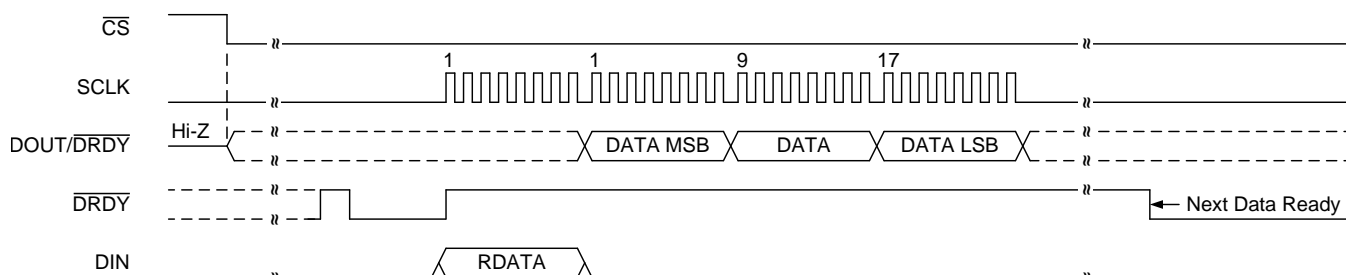 CS
1 1 9 17
SCLK
Hi-Z
DOUT/DRDY DATA MSB DATA DATA LSB
DRDY Next Data Ready
DIN RDATA